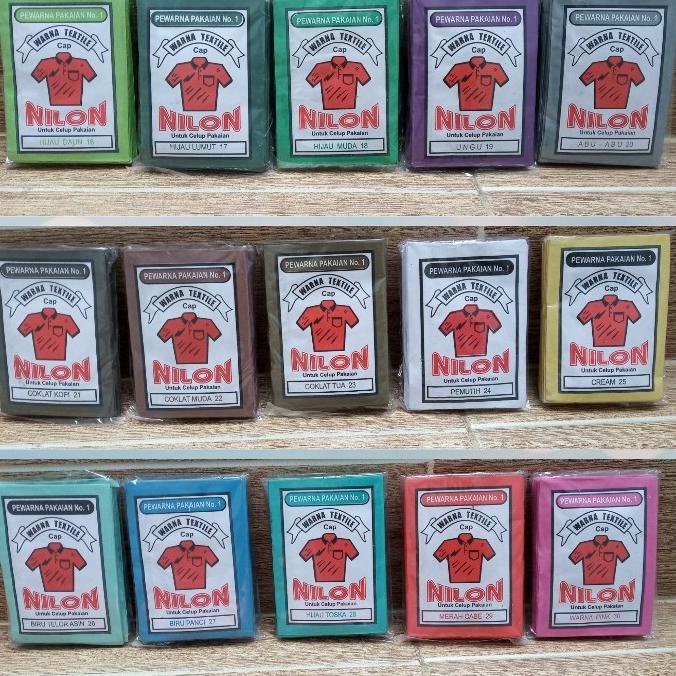 PEWARNA PAKAIAN No. 1
WARNA TEXTILE
Cap
NILON
Untuk Celup Pakaian
HIJAU DAUN 16
PEWARNA PAKAIAN No. 1
WARNA TEXTILE
Cap
NILON
Untuk Celup Pakaian
HIJAU LUMUT 17
PEWARNA PAKAIAN No. 1
WARNA TEXTILE
Cap
NILON
Untuk Celup Pakaian
HIJAU MUDA 18
PEWARNA PAKAIAN No. 1
WARNA TEXTILE
Cap
NILON
Untuk Celup Pakaian
UNGU 19
PEWARNA PAKAIAN No. 1
WARNA TEXTILE
Cap
NILON
Untuk Celup Pakaian
ABU - ABU 20
PEWARNA PAKAIAN No. 1
WARNA TEXTILE
Cap
NILON
Untuk Celup Pakaian
COKLAT KOPI 21
PEWARNA PAKAIAN No. 1
WARNA TEXTILE
Cap
NILON
Untuk Celup Pakaian
COKLAT MUDA 22
PEWARNA PAKAIAN No. 1
WARNA TEXTILE
Cap
NILON
Untuk Celup Pakaian
COKLAT TUA 23
PEWARNA PAKAIAN No. 1
WARNA TEXTILE
Cap
NILON
Untuk Celup Pakaian
PEMUTIH 24
PEWARNA PAKAIAN No. 1
WARNA TEXTILE
Cap
NILON
Untuk Celup Pakaian
CREAM 25
PEWARNA PAKAIAN No. 1
WARNA TEXTILE
Cap
NILON
Untuk Celup Pakaian
BIRU TELOR ASIN 26
PEWARNA PAKAIAN No. 1
WARNA TEXTILE
Cap
NILON
Untuk Celup Pakaian
BIRU PANCI 27
PEWARNA PAKAIAN No. 1
WARNA TEXTILE
Cap
NILON
Untuk Celup Pakaian
HIJAU TOSKA 28
PEWARNA PAKAIAN No. 1
WARNA TEXTILE
Cap
NILON
Untuk Celup Pakaian
MERAH CABE 29
PEWARNA PAKAIAN No. 1
WARNA TEXTILE
Cap
NILON
Untuk Celup Pakaian
WARNA PINK 30